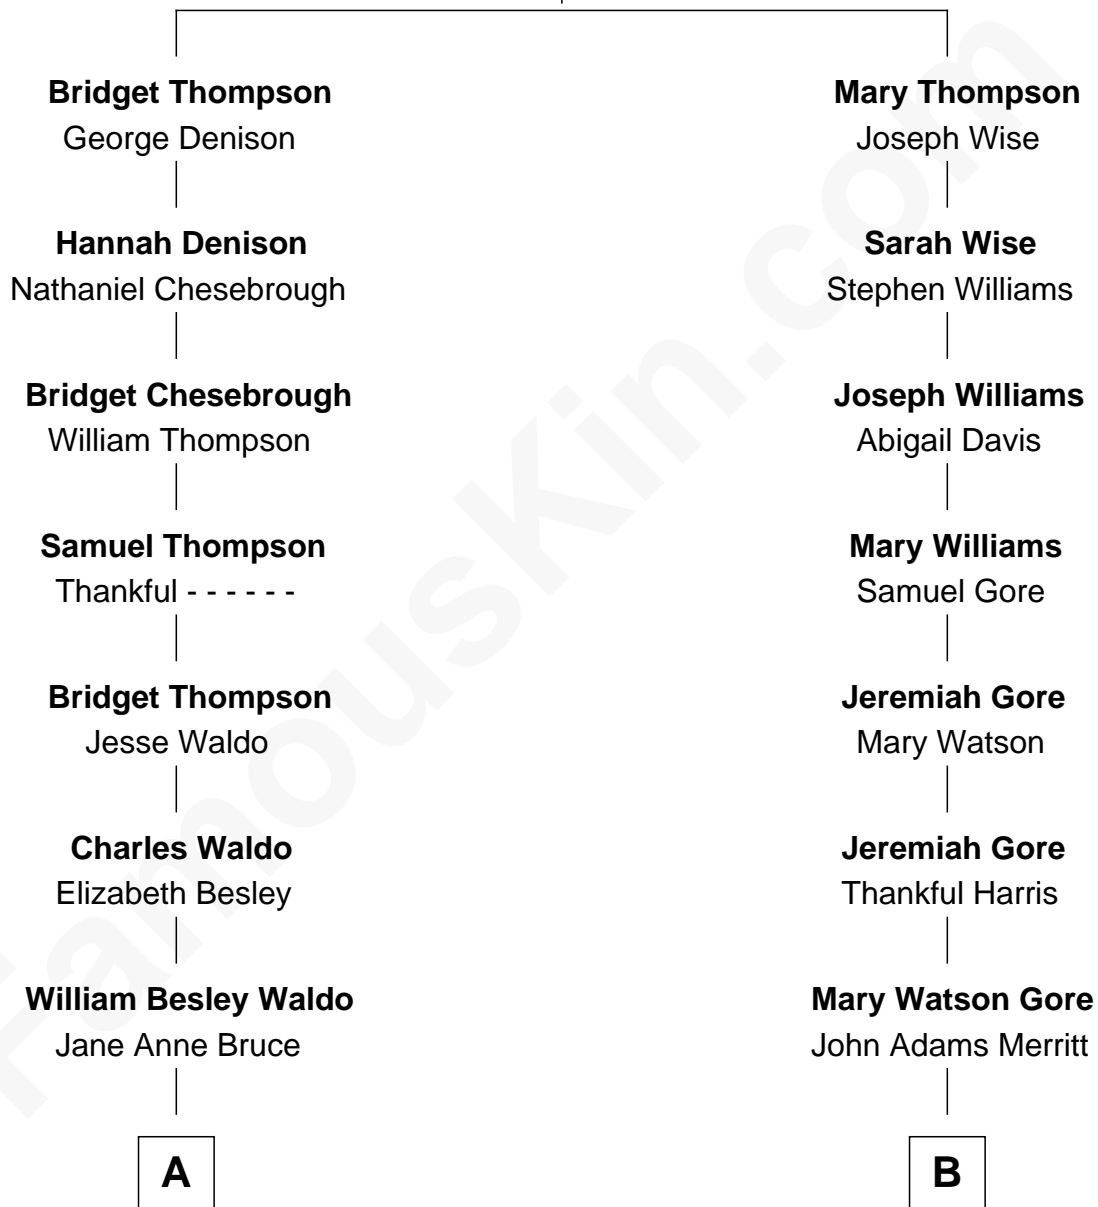 Bridget Thompson
George Denison
Hannah Denison
Nathaniel Chesebrough
Bridget Chesebrough
William Thompson
Samuel Thompson
Thankful - - - - - -
Bridget Thompson
Jesse Waldo
Charles Waldo
Elizabeth Besley
William Besley Waldo
Jane Anne Bruce
A
Mary Thompson
Joseph Wise
Sarah Wise
Stephen Williams
Joseph Williams
Abigail Davis
Mary Williams
Samuel Gore
Jeremiah Gore
Mary Watson
Jeremiah Gore
Thankful Harris
Mary Watson Gore
John Adams Merritt
B
FamousKin.com